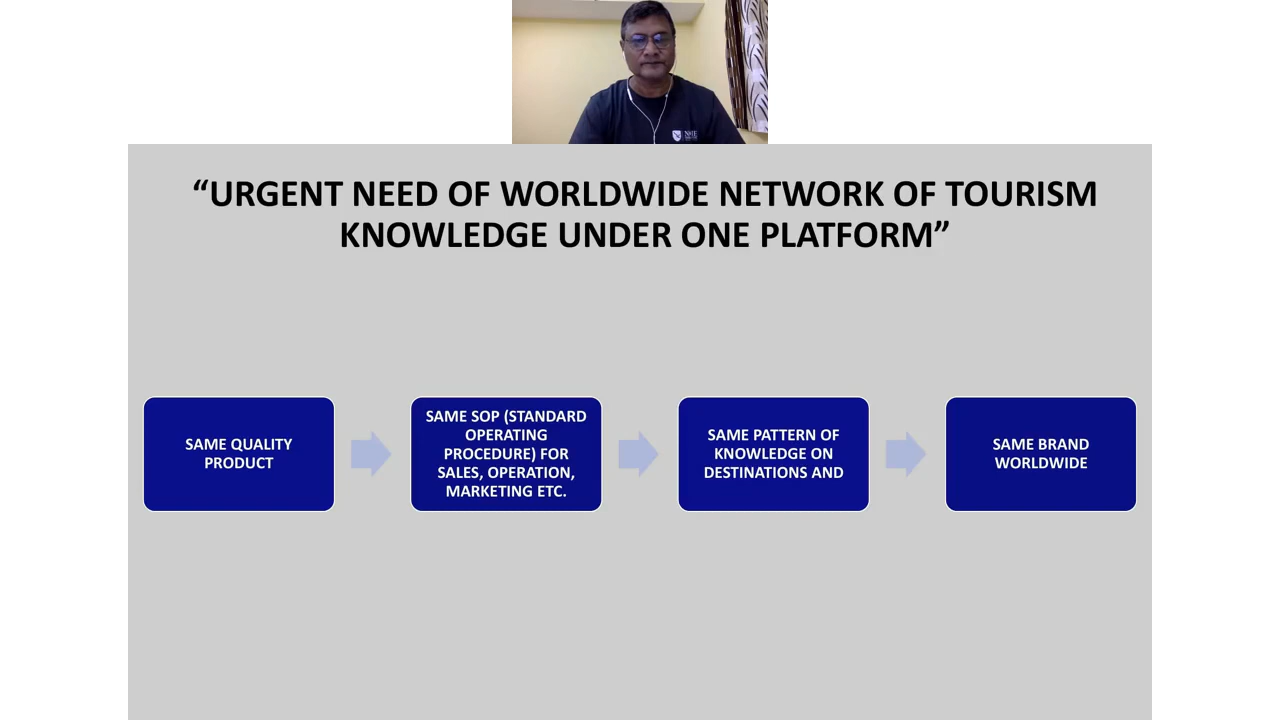 “URGENT NEED OF WORLDWIDE NETWORK OF TOURISM
KNOWLEDGE UNDER ONE PLATFORM”
SAME QUALITY
PRODUCT
SAME SOP (STANDARD
OPERATING
PROCEDURE) FOR
SALES, OPERATION,
MARKETING ETC.
SAME PATTERN OF
KNOWLEDGE ON
DESTINATIONS AND
SAME BRAND
WORLDWIDE